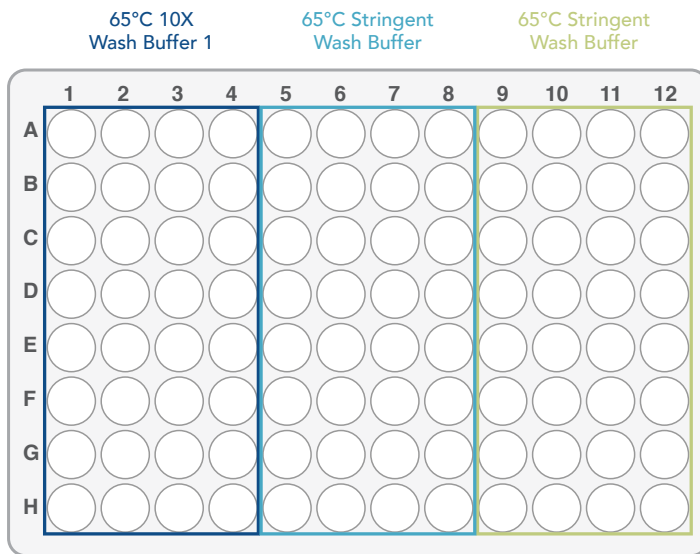 65°C 10X
Wash Buffer 1
65°C Stringent
Wash Buffer
65°C Stringent
Wash Buffer
1 2 3 4 5 6 7 8 9 10 11 12
A
B
C
D
E
F
G
H